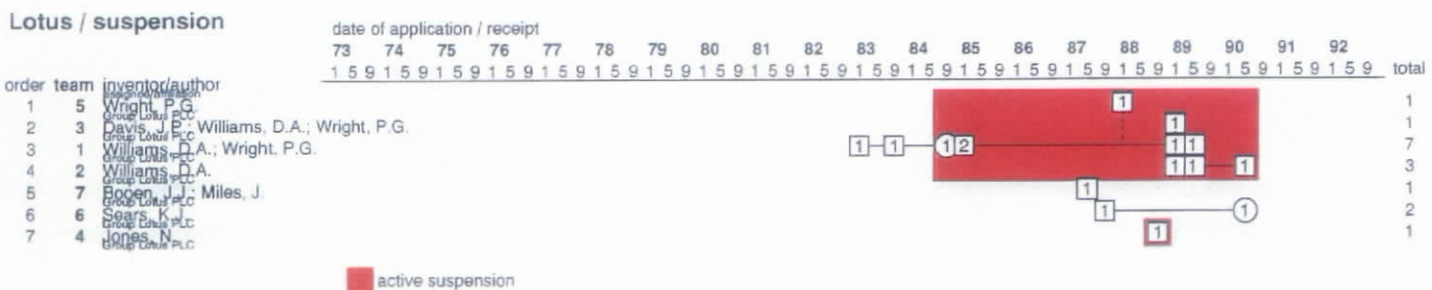 Lotus / suspension
date of application / receipt
73 74 75 76 77 78 79 80 81 82 83 84 85 86 87 88 89 90 91 92
1 5 9 1 5 9 1 5 9 1 5 9 1 5 9 1 5 9 1 5 9 1 5 9 1 5 9 1 5 9 1 5 9 1 5 9 1 5 9 1 5 9 1 5 9 1 5 9 1 5 9 1 5 9 1 5 9 1 5 9 total
order team inventor/author
assignee/affiliation
1 5 Wright, P.G. 1 1
Group Lotus PLC
2 3 Davis, J.P.; Williams, D.A.; Wright, P.G. 1 1
Group Lotus PLC
3 1 Williams, D.A.; Wright, P.G. 1 1 1 2 1 1 7
Group Lotus PLC
4 2 Williams, D.A. 1 1 1 3
Group Lotus PLC
5 7 J.J.; Miles, J. 1 1
Group Lotus PLC
6 6 Sears, K.J. 1 1 2
Group Lotus PLC
7 4 Jones, N. 1 1
Group Lotus PLC
active suspension